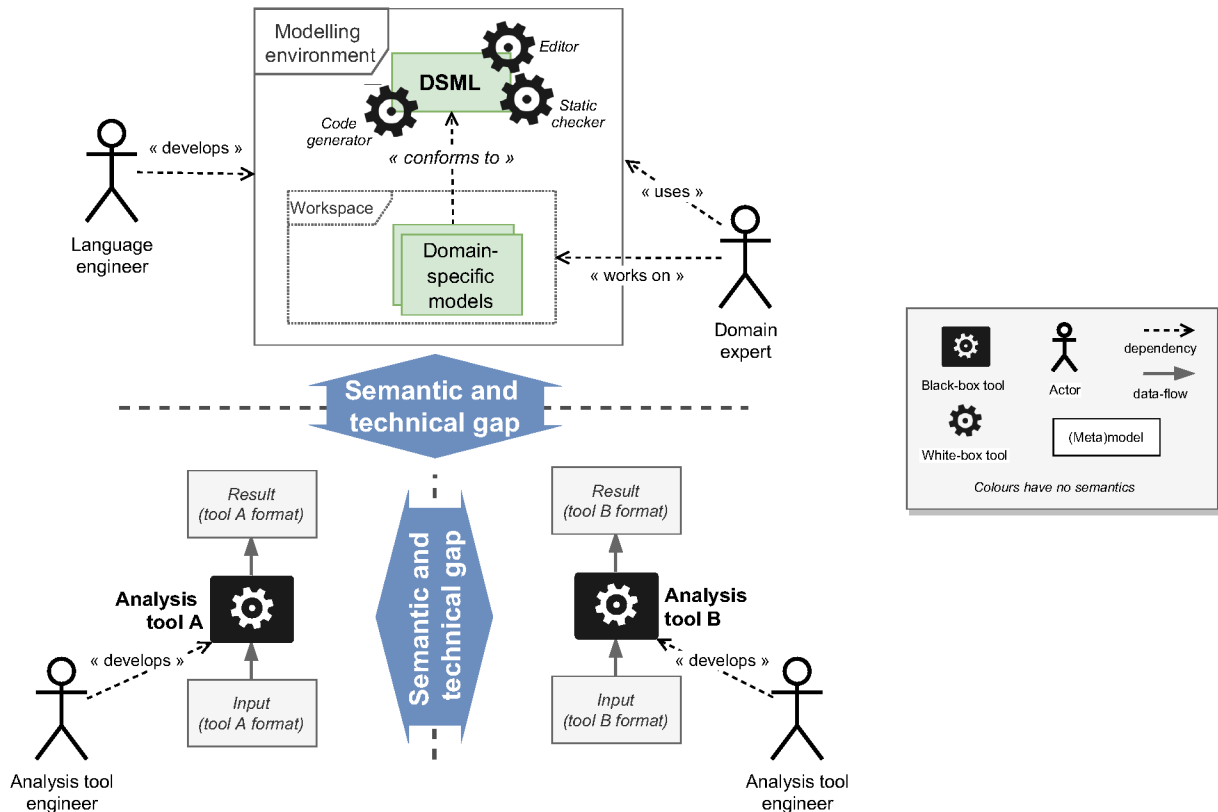 Modelling
environment
Editor
DSML
Static
checker
Code
generator
« develops »
« conforms to »
« uses »
Workspace
Language
engineer
Domain-
specific
models
« works on »
Domain
expert
Semantic and
technical gap
Black-box tool
Actor
dependency
data-flow
White-box tool
(Meta)model
Colours have no semantics
Result
(tool A format)
Analysis
tool A
« develops »
Input
(tool A format)
Analysis tool
engineer
Semantic and
technical gap
Result
(tool B format)
Analysis
tool B
« develops »
Input
(tool B format)
Analysis tool
engineer